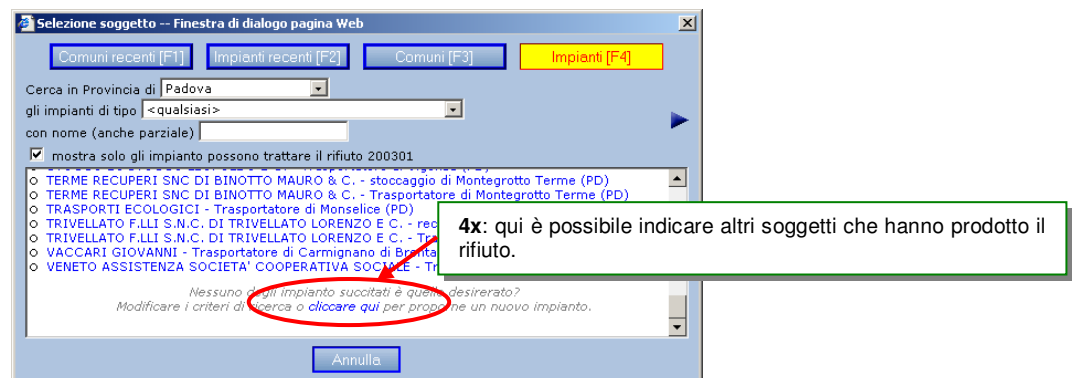 Selezione soggetto -- Finestra di dialogo pagina Web
Comuni recenti [F1] Impianti recenti [F2] Comuni [F3] Impianti [F4]
Cerca in Provincia di Padova
gli impianti di tipo <qualsiasi>
con nome (anche parziale)
mostra solo gli impianto possono trattare il rifiuto 200301
TERME RECUPERI SNC DI BINOTTO MAURO & C. - stoccaggio di Montegrotto Terme (PD)
TERME RECUPERI SNC DI BINOTTO MAURO & C. - Trasportatore di Montegrotto Terme (PD)
TRASPORTI ECOLOGICI - Trasportatore di Monselice (PD)
TRIVELLATO F.LLI S.N.C. DI TRIVELLATO LORENZO E C. - rec
TRIVELLATO F.LLI S.N.C. DI TRIVELLATO LORENZO E C. - Tr
VACCARI GIOVANNI - Trasportatore di Carmignano di Brenta
VENETO ASSISTENZA SOCIETA' COOPERATIVA SOCIALE - Tr
4x: qui è possibile indicare altri soggetti che hanno prodotto il
rifiuto.
Nessuno degli impianto succitati è quello desirerato?
Modificare i criteri di ricerca o cliccare qui per proporne un nuovo impianto.
Annulla